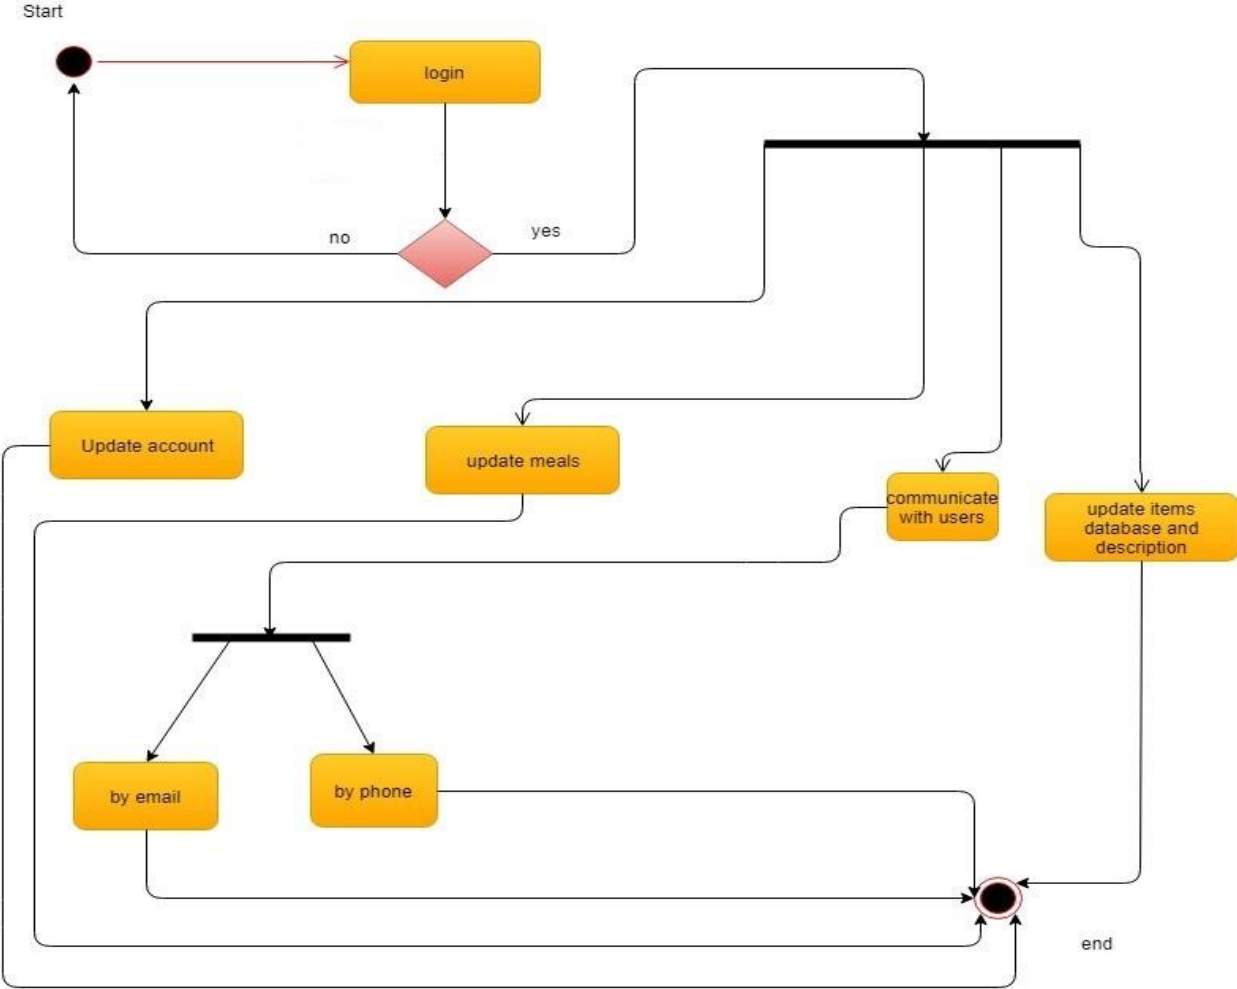 Start
login
no
yes
Update account
update meals
communicate
with users
update items
database and
description
by email
by phone
end